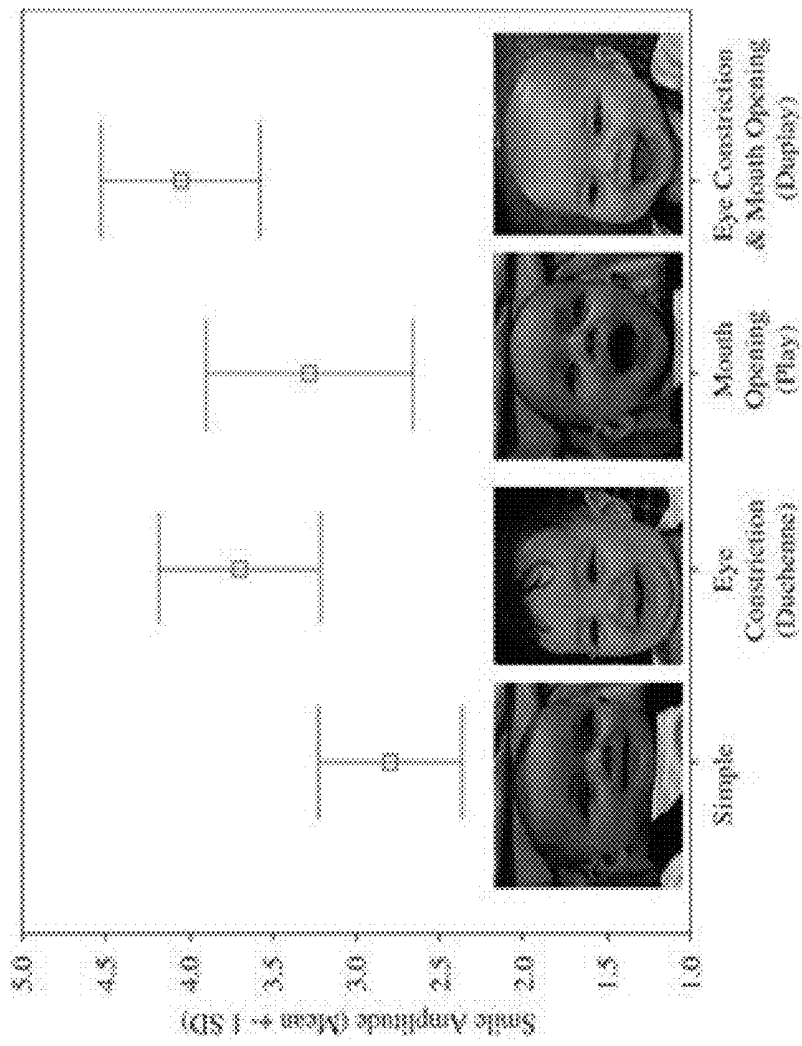 Smile Amplitude (Mean +- 1 SD)
5.0
4.5
4.0
3.5
3.0
2.5
2.0
1.5
1.0
Simple
Eye
Constriction
(Duchenne)
Mouth
Opening
(Play)
Eye Constriction
& Mouth Opening
(Duplay)